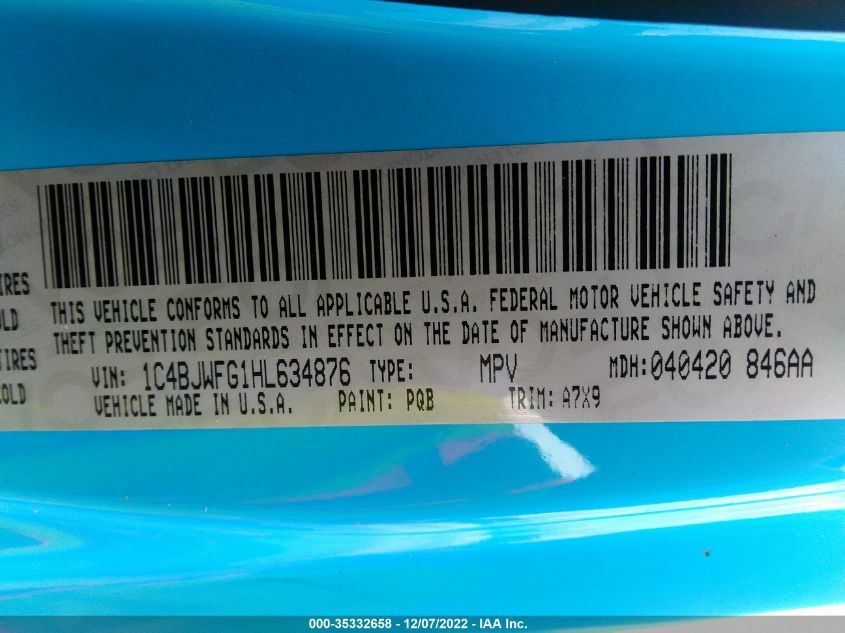 IRES
OLD
THIS VEHICLE CONFORMS TO ALL APPLICABLE U.S.A. FEDERAL MOTOR VEHICLE SAFETY AND
THEFT PREVENTION STANDARDS IN EFFECT ON THE DATE OF MANUFACTURE SHOWN ABOVE.
TIRES
COLD
VIN: 1C4BJWFG1HL634876 TYPE: MPV MDH: 040420 846AA
VEHICLE MADE IN U.S.A. PAINT: PQB TRIM: A7X9
000-35332658 - 12/07/2022 - IAA Inc.